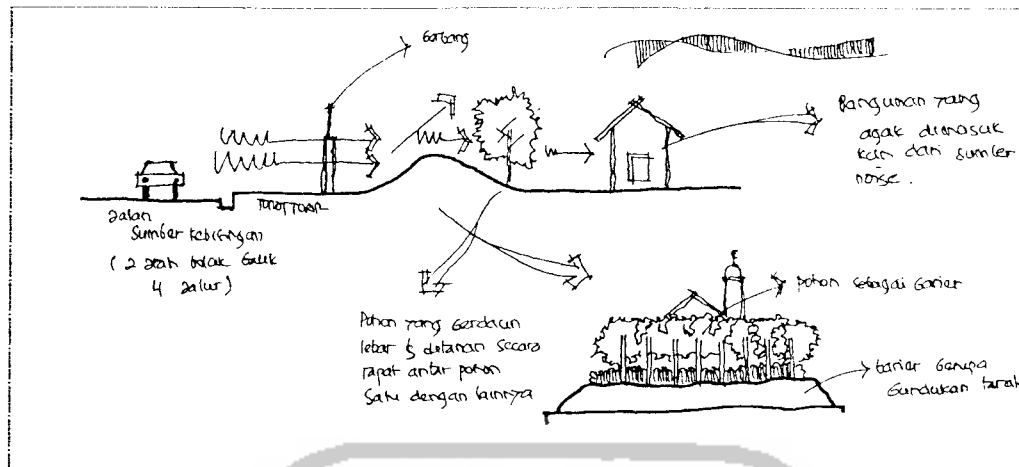 Gerbang
Bangunan yang
agak dimasuk
kan dari sumber
noise.
TROTTOAR
Jalan
Sumber kebisingan
( 2 arah bolak balik
4 jalur )
Pohon yang berdaun
lebar & ditanam secara
rapat antar pohon
satu dengan lainnya
pohon sebagai barier
barier berupa
gundukan tanah